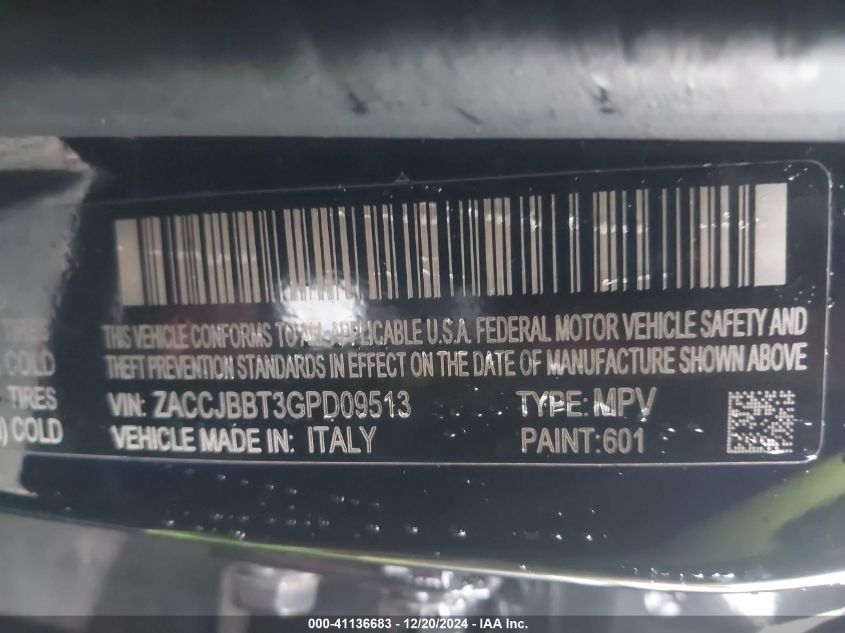 THIS VEHICLE CONFORMS TO ALL APPLICABLE U.S.A. FEDERAL MOTOR VEHICLE SAFETY AND
THEFT PREVENTION STANDARDS IN EFFECT ON THE DATE OF MANUFACTURE SHOWN ABOVE
VIN: ZACCJBBT3GPD09513 TYPE: MPV
VEHICLE MADE IN: ITALY PAINT: 601
TIRES
COLD
TIRES
) COLD
000-41136683 - 12/20/2024 - IAAI.COM